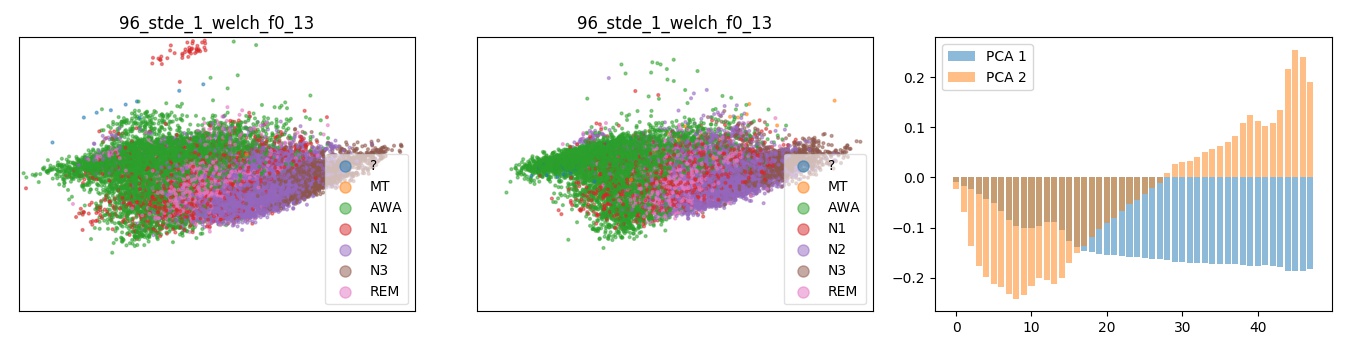 96_stde_1_welch_f0_13
?
MT
AWA
N1
N2
N3
REM
96_stde_1_welch_f0_13
?
MT
AWA
N1
N2
N3
REM
PCA 1
PCA 2
0.2
0.1
0.0
−0.1
−0.2
0 10 20 30 40